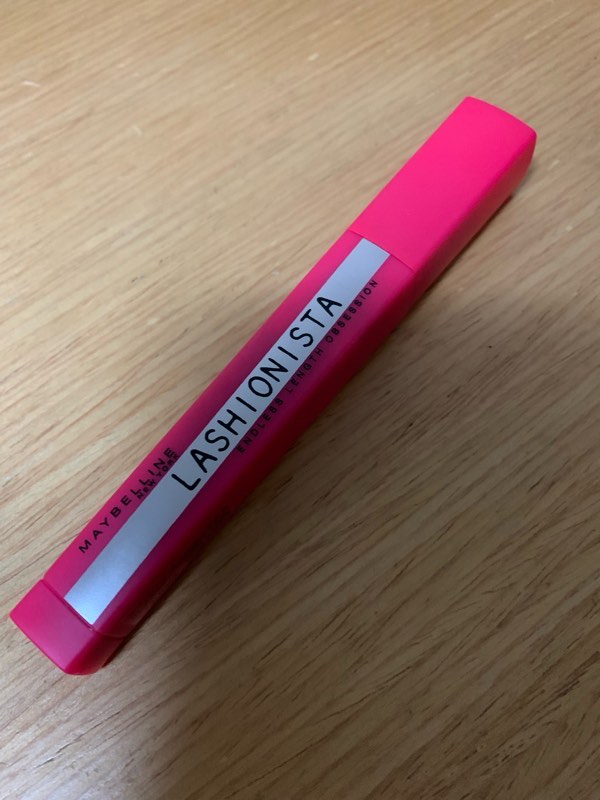 MAYBELLINE
NEW YORK
LASHIONISTA
ENDLESS LENGTH OBSESSION